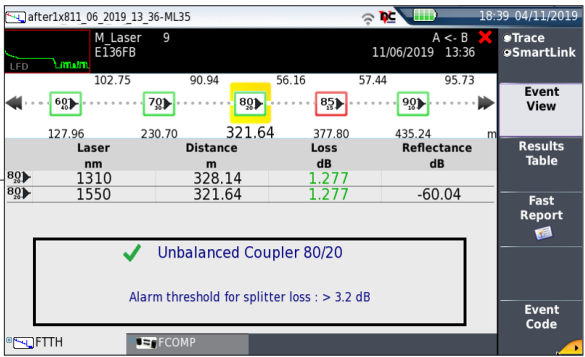 after1x811_06_2019_13_36-ML35
18:39 04/11/2019
M_Laser 9
A <- B
E136FB
11/06/2019 13:36
LFD
Trace
SmartLink
102.75 90.94 56.16 57.44 95.73
60/40 70/30 80/20 85/15 90/
127.96 230.70 321.64 377.80 435.24 m
Event View
Laser nm Distance m Loss dB Reflectance dB
80/20 1310 328.14 1.277
80/20 1550 321.64 1.277 -60.04
Results Table
Fast Report
Unbalanced Coupler 80/20
Alarm threshold for splitter loss : > 3.2 dB
Event Code
FTTH
FCOMP